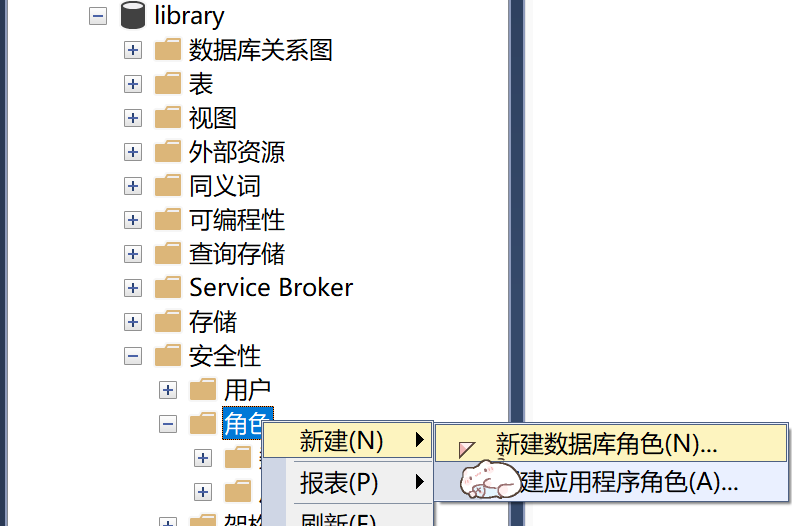 library
数据库关系图
表
视图
外部资源
同义词
可编程性
查询存储
Service Broker
存储
安全性
用户
角色
新建(N)
新建数据库角色(N)...
报表(P)
建应用程序角色(A)...
刷新(F)